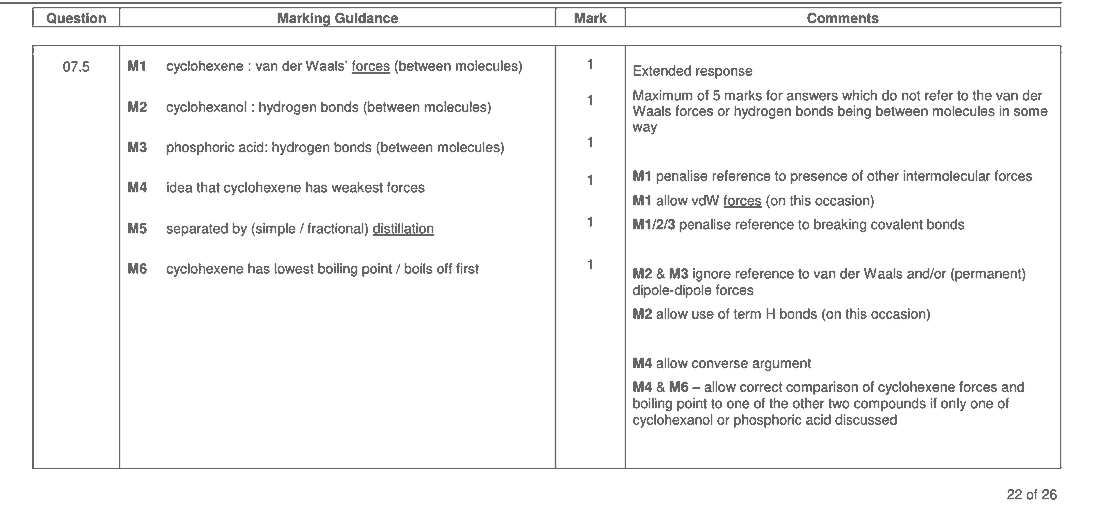 Question Marking Guidance Mark Comments
07.5 M1 cyclohexene : van der Waals' forces (between molecules) 1
Extended response
M2 cyclohexanol : hydrogen bonds (between molecules) 1
Maximum of 5 marks for answers which do not refer to the van der
Waals forces or hydrogen bonds being between molecules in some
way
M3 phosphoric acid: hydrogen bonds (between molecules) 1
M4 idea that cyclohexene has weakest forces 1
M1 penalise reference to presence of other intermolecular forces
M1 allow vdW forces (on this occasion)
M5 separated by (simple / fractional) distillation 1
M1/2/3 penalise reference to breaking covalent bonds
M6 cyclohexene has lowest boiling point / boils off first 1
M2 & M3 ignore reference to van der Waals and/or (permanent)
dipole-dipole forces
M2 allow use of term H bonds (on this occasion)
M4 allow converse argument
M4 & M6 – allow correct comparison of cyclohexene forces and
boiling point to one of the other two compounds if only one of
cyclohexanol or phosphoric acid discussed
22 of 26